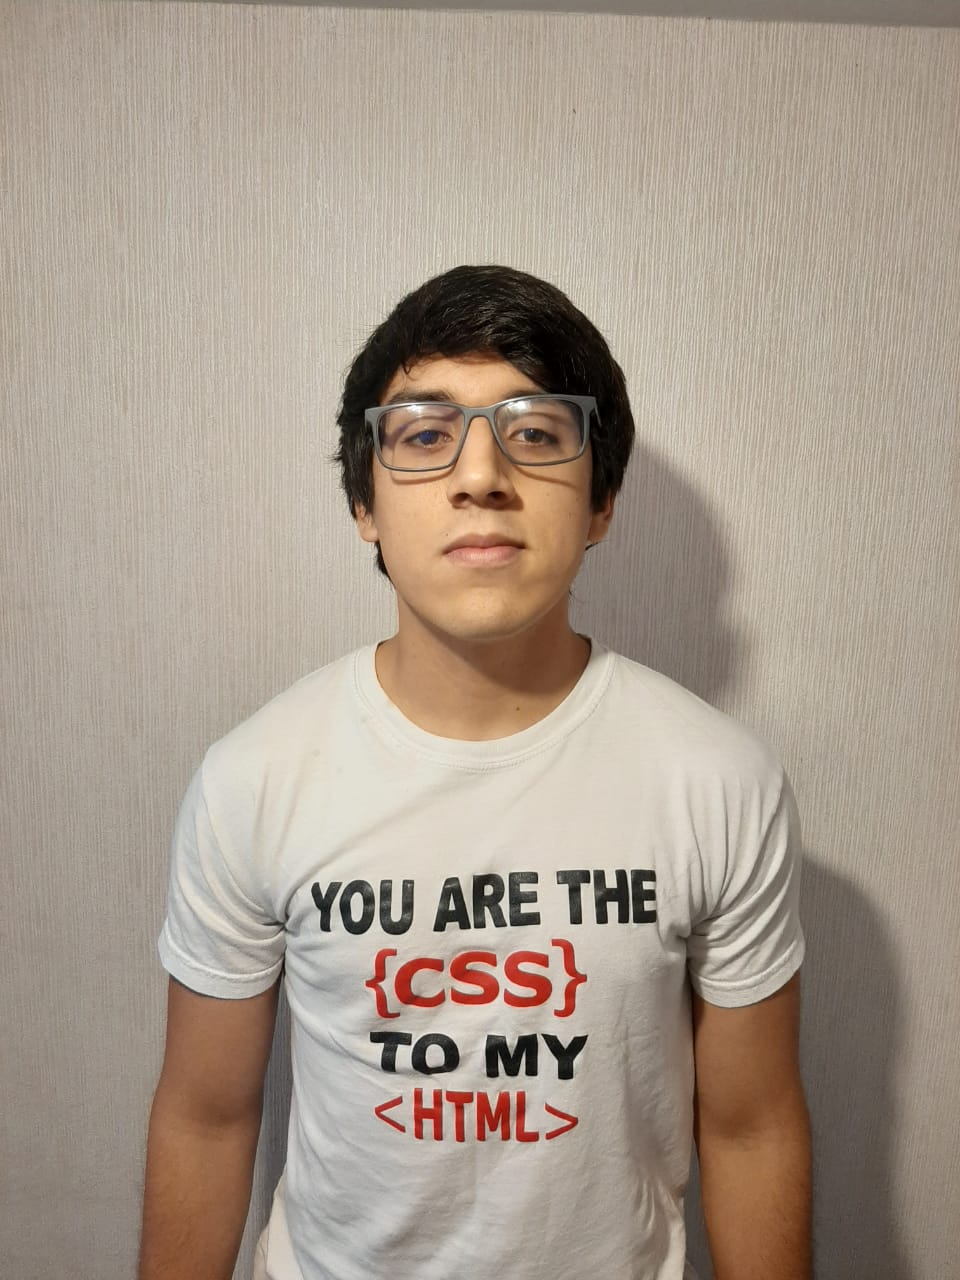 YOU ARE THE
{CSS}
TO MY
<HTML>